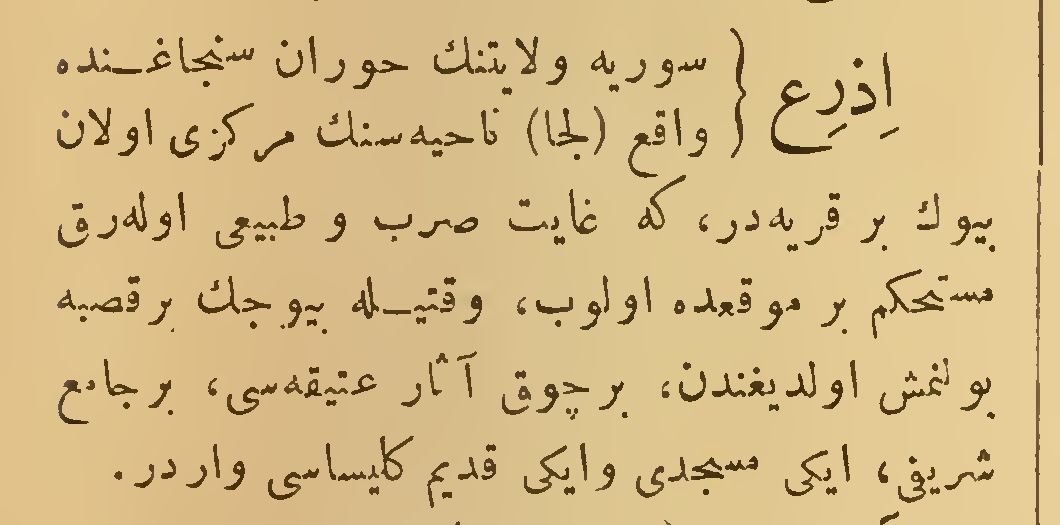 اِذرِع { سوریه ولایتنك حوران سنجاغـنده
واقع (لجا) ناحیه‌سنك مرکزی اولان
بیوك بر قریه‌در، که غایت صرب و طبیعی اوله‌رق
مستحکم بر موقعده اولوب، وقتیـله بیوجك برقصبه
بولنمش اولدیغندن، برچوق آثار عتیقه‌سی، برجامع
شریفی، ایکی مسجدی وایکی قدیم کلیساسی واردر.